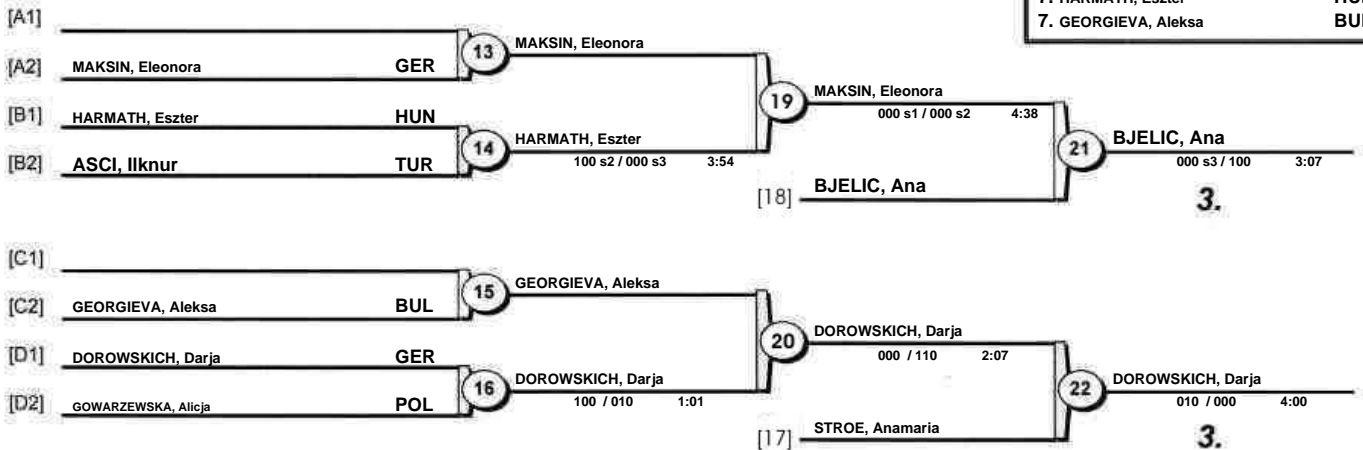 7. HARMATH, Eszter
7. GEORGIEVA, Aleksa
[A1]
13
MAKSIN, Eleonora
[A2] MAKSIN, Eleonora GER
19
MAKSIN, Eleonora
000 s1 / 000 s2 4:38
[B1] HARMATH, Eszter HUN
14
HARMATH, Eszter
100 s2 / 000 s3 3:54
[B2] ASCI, Ilknur TUR
21
BJELIC, Ana
000 s3 / 100 3:07
[18] BJELIC, Ana
3.
[C1]
15
GEORGIEVA, Aleksa
[C2] GEORGIEVA, Aleksa BUL
20
DOROWSKICH, Darja
000 / 110 2:07
[D1] DOROWSKICH, Darja GER
16
DOROWSKICH, Darja
100 / 010 1:01
[D2] GOWARZEWSKA, Alicja POL
22
DOROWSKICH, Darja
010 / 000 4:00
[17] STROE, Anamaria
3.